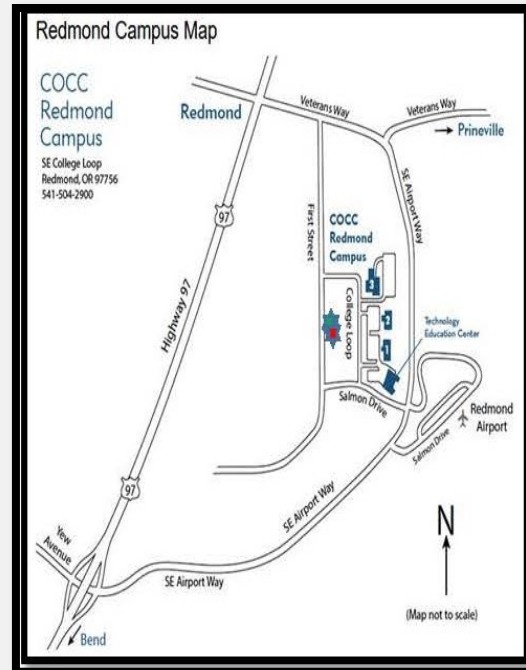 Redmond Campus Map
COCC
Redmond
Campus
SE College Loop
Redmond, OR 97756
541-504-2900
Redmond
Veterans Way
Veterans Way
→ Prineville
97
Highway 97
First Street
SE Airport Way
COCC
Redmond
Campus
3
College Loop
2
1
Technology
Education Center
Salmon Drive
Redmond
Airport
Salmon Drive
97
SE Airport Way
Yew
Avenue
SE Airport Way
Bend
N
(Map not to scale)